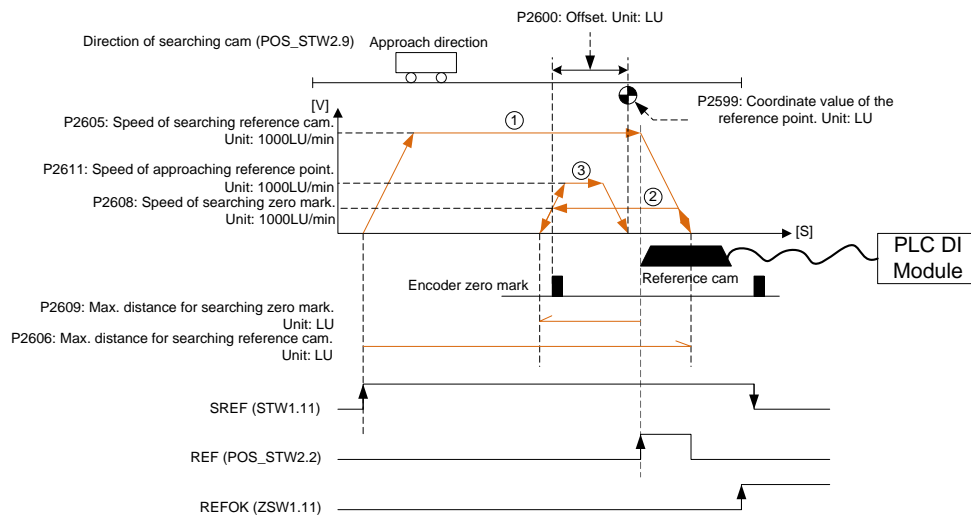 P2600: Offset. Unit: LU
Direction of searching cam (POS_STW2.9)
Approach direction
[V]
P2599: Coordinate value of the
reference point. Unit: LU
P2605: Speed of searching reference cam.
Unit: 1000LU/min
1
P2611: Speed of approaching reference point.
Unit: 1000LU/min
3
P2608: Speed of searching zero mark.
Unit: 1000LU/min
2
[S]
PLC DI
Module
Encoder zero mark
Reference cam
P2609: Max. distance for searching zero mark.
Unit: LU
P2606: Max. distance for searching reference cam.
Unit: LU
SREF (STW1.11)
REF (POS_STW2.2)
REFOK (ZSW1.11)